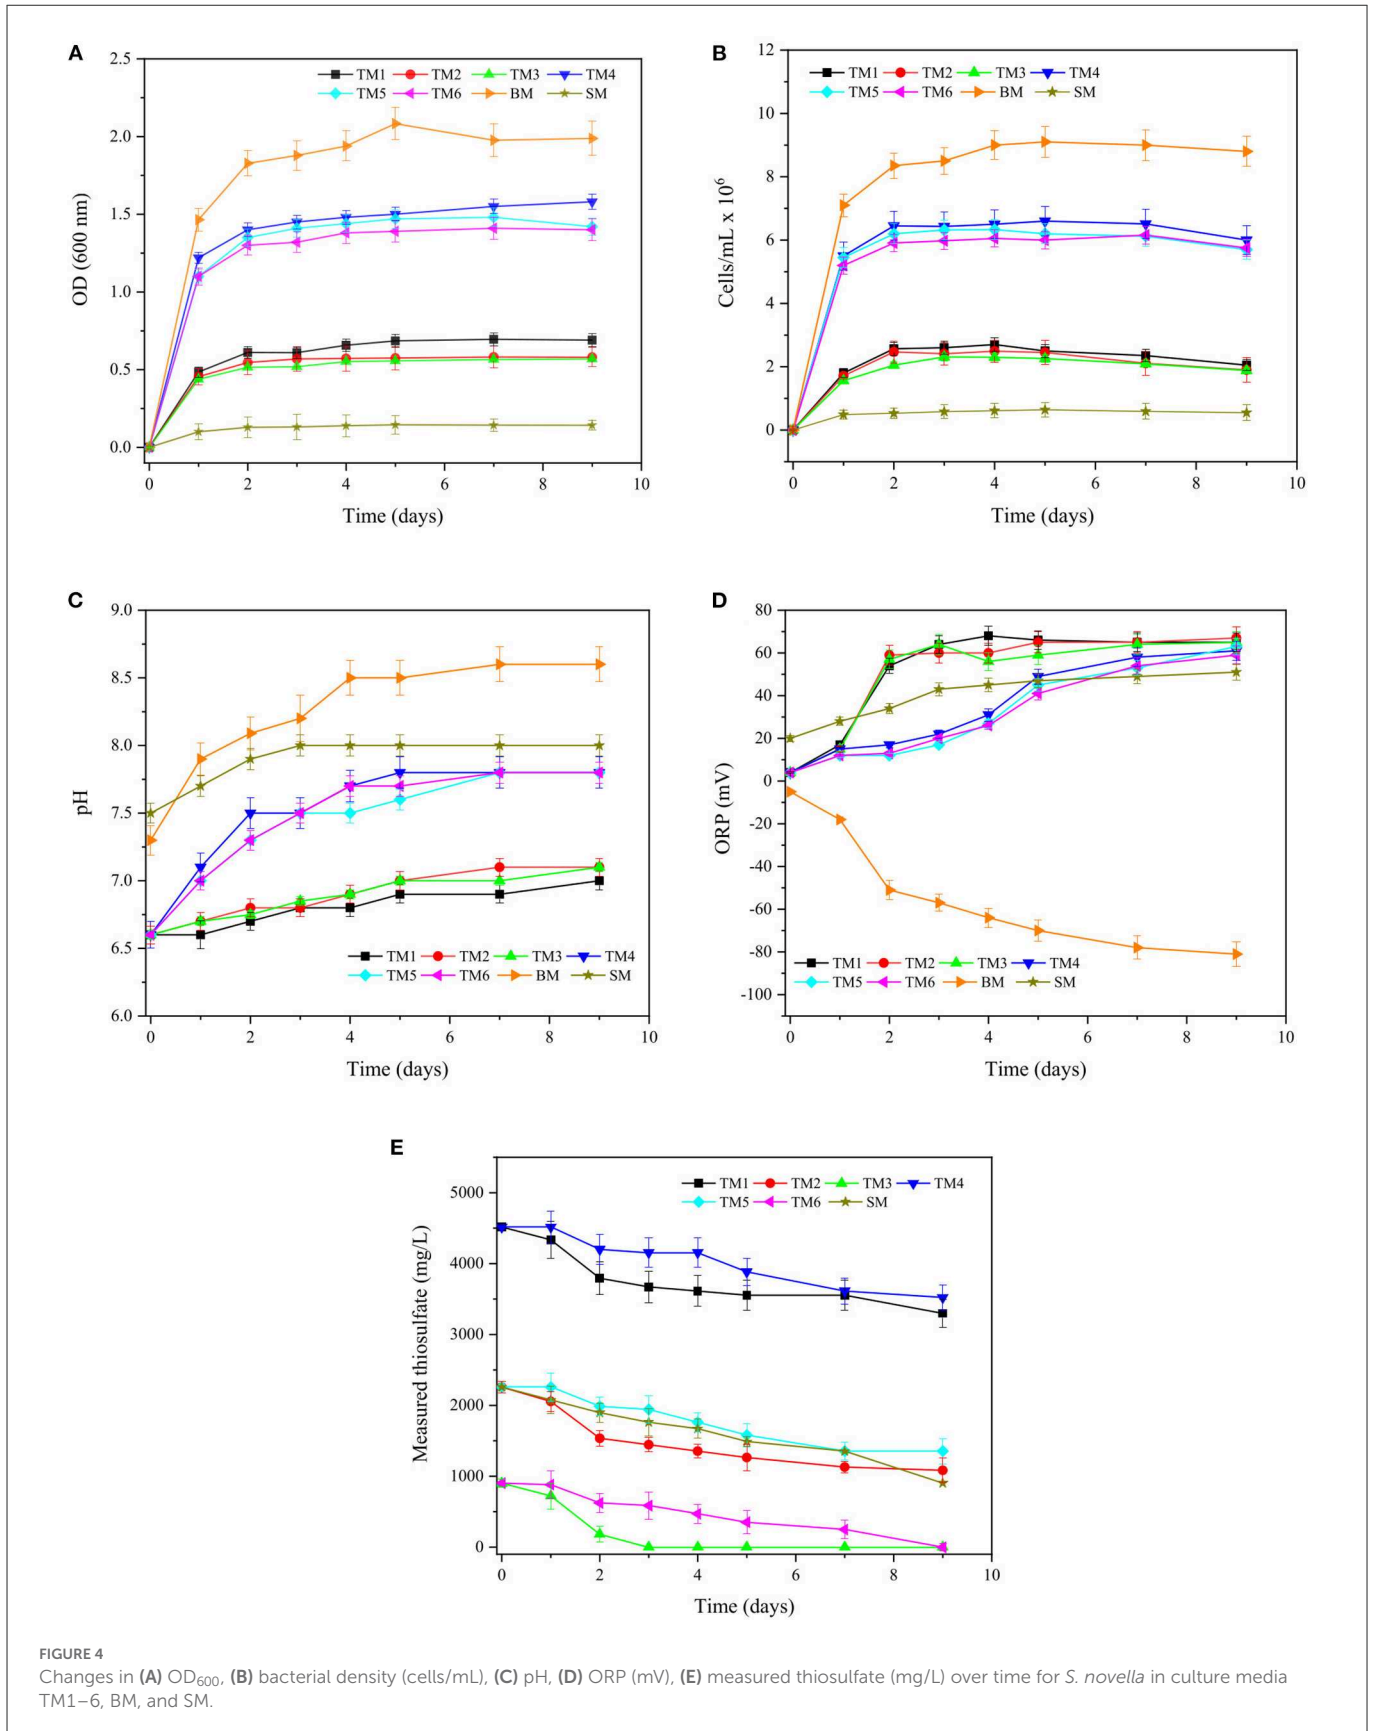 A
2.5
2.0
1.5
1.0
0.5
0.0
OD (600 nm)
TM1 TM2 TM3 TM4
TM5 TM6 BM SM
0 2 4 6 8 10
Time (days)
B
12
10
8
6
4
2
0
Cells/mL x 10⁶
TM1 TM2 TM3 TM4
TM5 TM6 BM SM
0 2 4 6 8 10
Time (days)
C
9.0
8.5
8.0
7.5
7.0
6.5
6.0
pH
TM1 TM2 TM3 TM4
TM5 TM6 BM SM
0 2 4 6 8 10
Time (days)
D
80
60
40
20
0
-20
-40
-60
-80
-100
ORP (mV)
TM1 TM2 TM3 TM4
TM5 TM6 BM SM
0 2 4 6 8 10
Time (days)
E
5000
4000
3000
2000
1000
0
Measured thiosulfate (mg/L)
TM1 TM2 TM3 TM4
TM5 TM6 SM
0 2 4 6 8 10
Time (days)
FIGURE 4
Changes in (A) OD₆₀₀, (B) bacterial density (cells/mL), (C) pH, (D) ORP (mV), (E) measured thiosulfate (mg/L) over time for S. novella in culture media
TM1–6, BM, and SM.